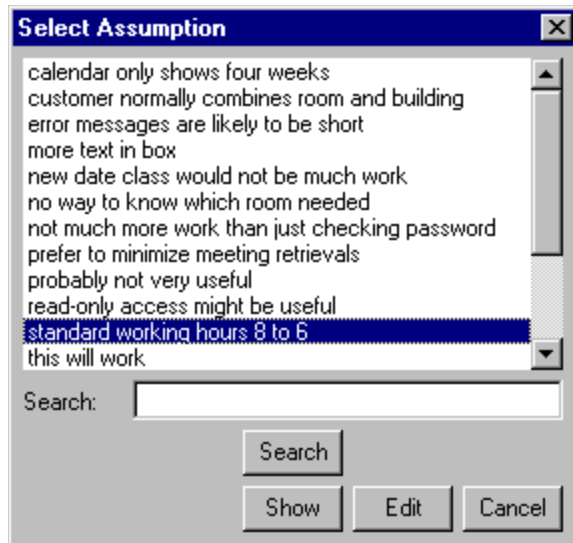 Select Assumption
calendar only shows four weeks
customer normally combines room and building
error messages are likely to be short
more text in box
new date class would not be much work
no way to know which room needed
not much more work than just checking password
prefer to minimize meeting retrievals
probably not very useful
read-only access might be useful
standard working hours 8 to 6
this will work
Search:
Search
Show Edit Cancel